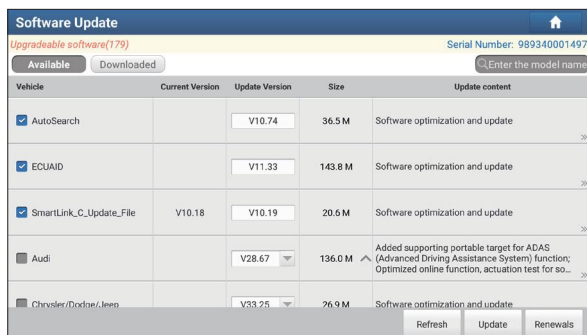 Software Update
Upgradeable software(179)
Serial Number: 989340001497
Available Downloaded
Enter the model name
Vehicle Current Version Update Version Size Update content
AutoSearch V10.74 36.5 M Software optimization and update
ECUAID V11.33 143.8 M Software optimization and update
SmartLink_C_Update_File V10.18 V10.19 20.6 M Software optimization and update
Audi V28.67 136.0 M Added supporting portable target for ADAS
(Advanced Driving Assistance System) function;
Optimized online function, actuation test for so...
Chrysler/Dodge/Jeep V33.25 26.9 M Software optimization and update
Refresh Update Renewals